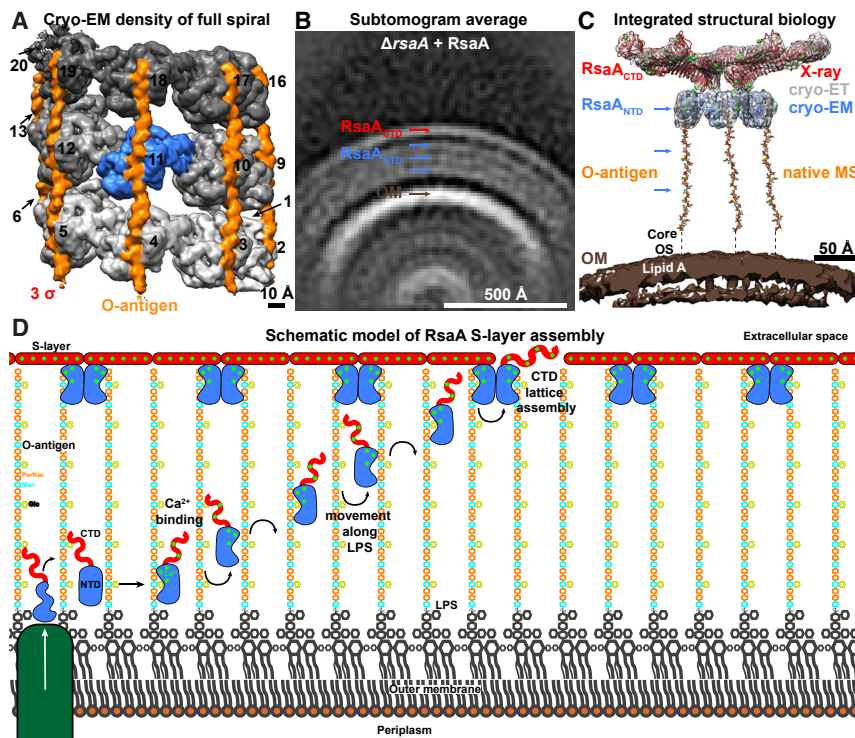 A
Cryo-EM density of full spiral
20
19
18
17
16
13
12
11
10
9
6
5
4
3
1
2
3 σ
O-antigen
10 Å
B
Subtomogram average
ΔrsaA + RsaA
RsaACTD
RsaANTD
OM
500 Å
C
Integrated structural biology
RsaACTD
X-ray
cryo-ET
RsaANTD
cryo-EM
O-antigen
native MS
Core
OS
OM
Lipid A
50 Å
D
Schematic model of RsaA S-layer assembly
S-layer
Extracellular space
CTD
lattice
assembly
O-antigen
PerNac
Man
Glc
Ca2+
binding
CTD
movement
along
LPS
NTD
LPS
Outer membrane
Periplasm